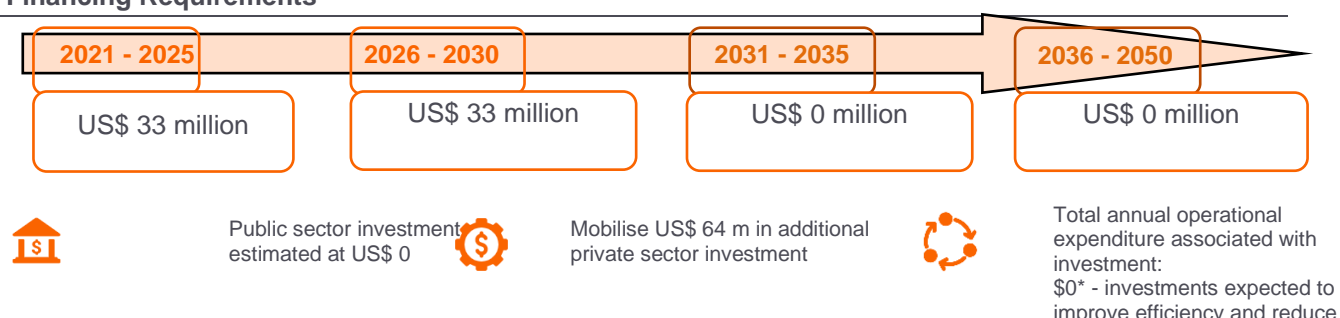 Financing Requirements
2021 - 2025
2026 - 2030
2031 - 2035
2036 - 2050
US$ 33 million
US$ 33 million
US$ 0 million
US$ 0 million
Public sector investment
estimated at US$ 0
Mobilise US$ 64 m in additional
private sector investment
Total annual operational
expenditure associated with
investment:
$0* - investments expected to
improve efficiency and reduce